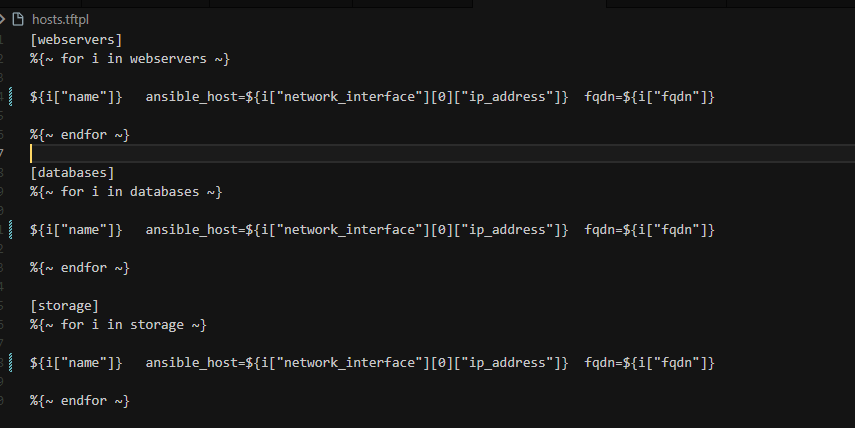 hosts.tftpl
[webservers]
%{~ for i in webservers ~}
${i["name"]}   ansible_host=${i["network_interface"][0]["ip_address"]}  fqdn=${i["fqdn"]}
%{~ endfor ~}
[databases]
%{~ for i in databases ~}
${i["name"]}   ansible_host=${i["network_interface"][0]["ip_address"]}  fqdn=${i["fqdn"]}
%{~ endfor ~}
[storage]
%{~ for i in storage ~}
${i["name"]}   ansible_host=${i["network_interface"][0]["ip_address"]}  fqdn=${i["fqdn"]}
%{~ endfor ~}